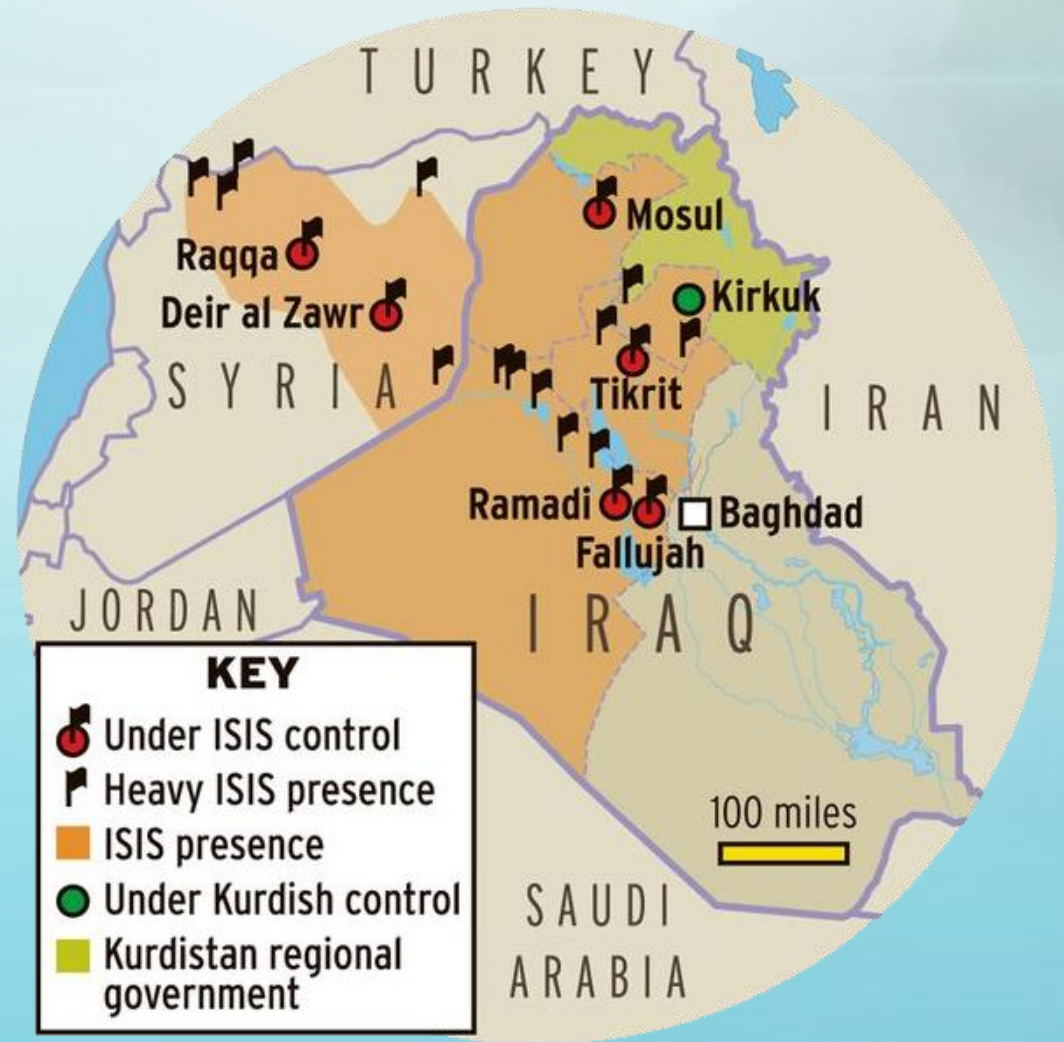 TURKEY
Mosul
Raqqa
Kirkuk
Deir al Zawr
SYRIA
Tikrit
IRAN
Ramadi
Baghdad
Fallujah
JORDAN
IRAQ
KEY
Under ISIS control
Heavy ISIS presence
ISIS presence
Under Kurdish control
Kurdistan regional
government
100 miles
SAUDI
ARABIA